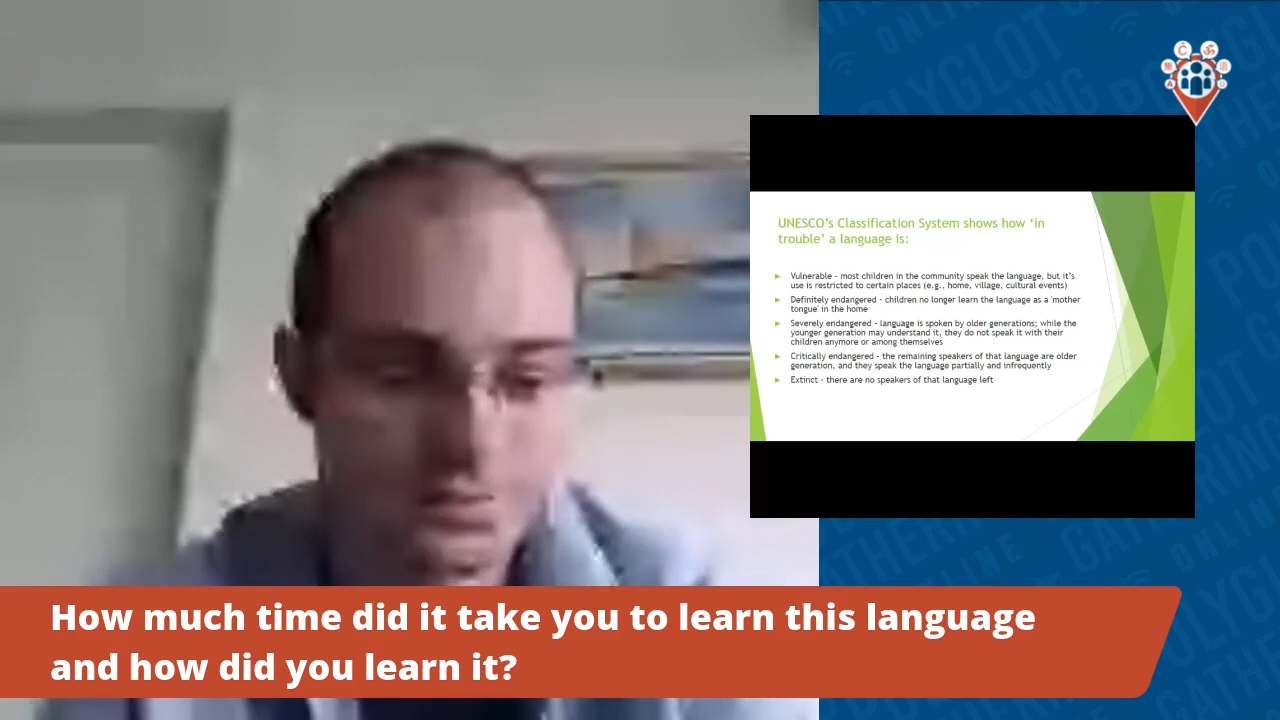 UNESCO's Classification System shows how 'in
trouble' a language is:
Vulnerable – most children in the community speak the language, but it's
use is restricted to certain places (e.g., home, village, cultural events)
Definitely endangered – children no longer learn the language as a 'mother
tongue' in the home
Severely endangered – language is spoken by older generations; while the
younger generation may understand it, they do not speak it with their
children anymore or among themselves
Critically endangered – the remaining speakers of that language are older
generation, and they speak the language partially and infrequently
Extinct – there are no speakers of that language left
How much time did it take you to learn this language
and how did you learn it?
ONLINE
POLYGLOT
GATHERING
ONLINE
GATHERING
ONLINE